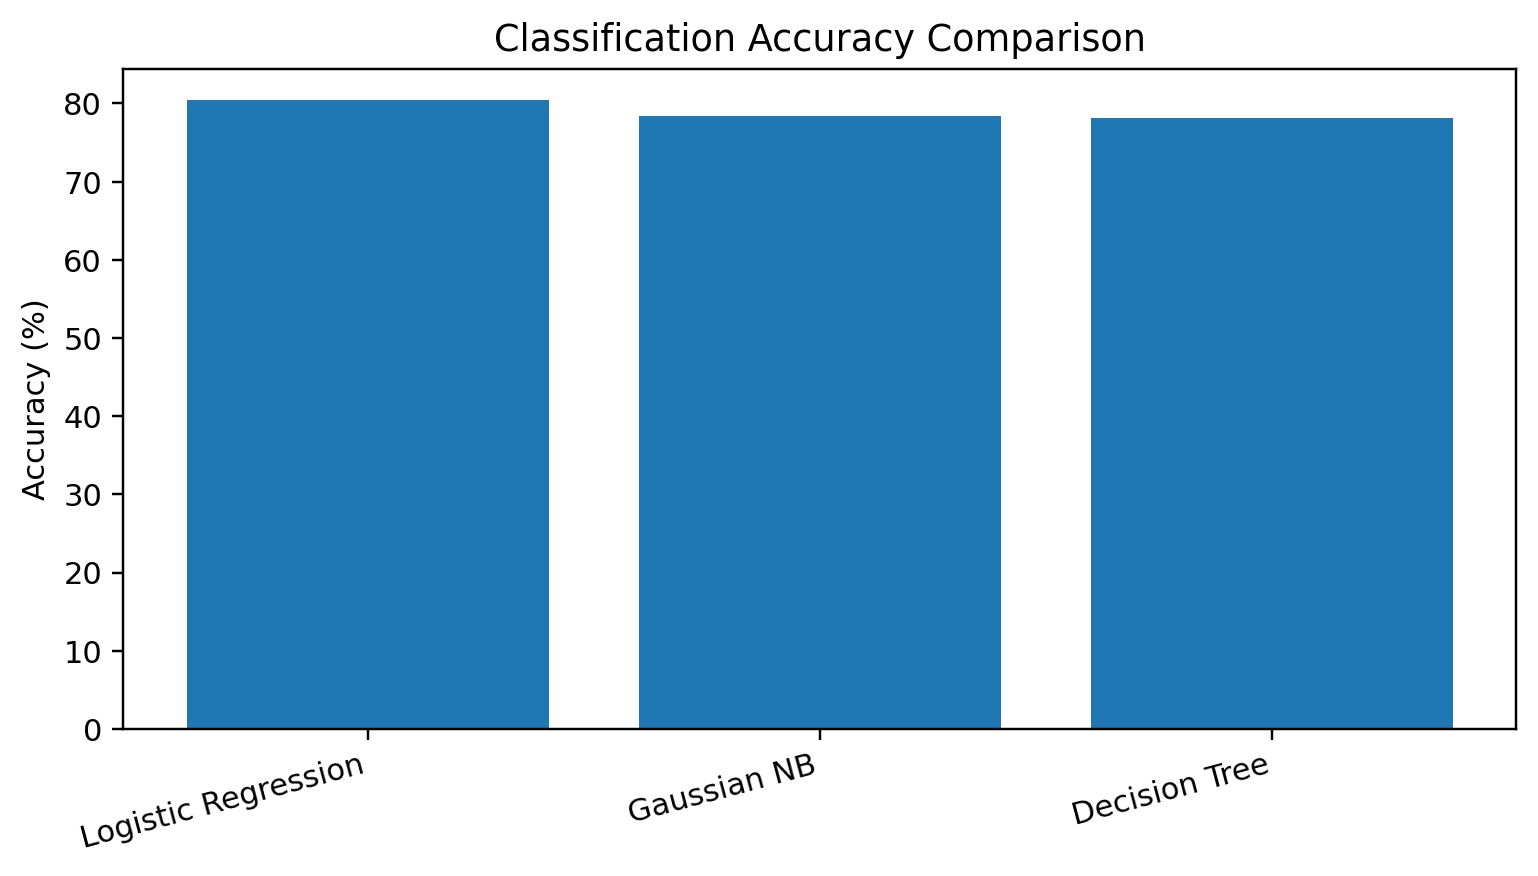 Classification Accuracy Comparison
Accuracy (%)
80
70
60
50
40
30
20
10
0
Logistic Regression
Gaussian NB
Decision Tree